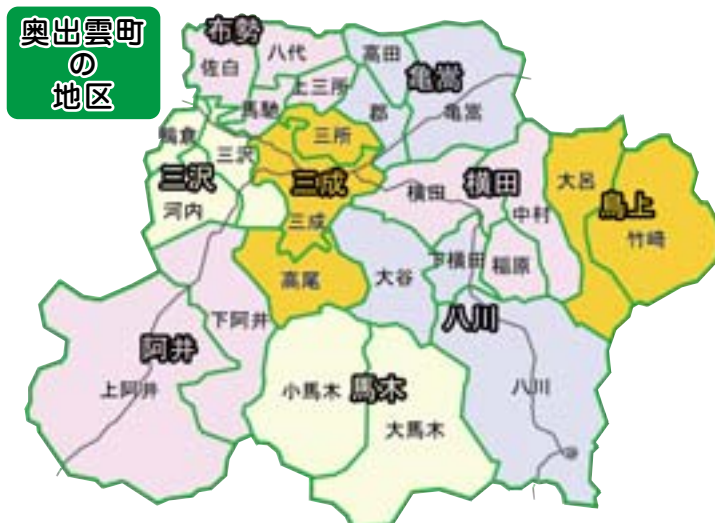 奥出雲町
の
地区
布勢
佐白
八代
上三所
馬馳
高田
亀嵩
郡
亀嵩
鴨倉
三沢
三沢
河内
三所
三成
三成
高尾
横田
横田
中村
下横田
稲原
大呂
鳥上
竹崎
大谷
八川
八川
阿井
下阿井
上阿井
小馬木
馬木
大馬木